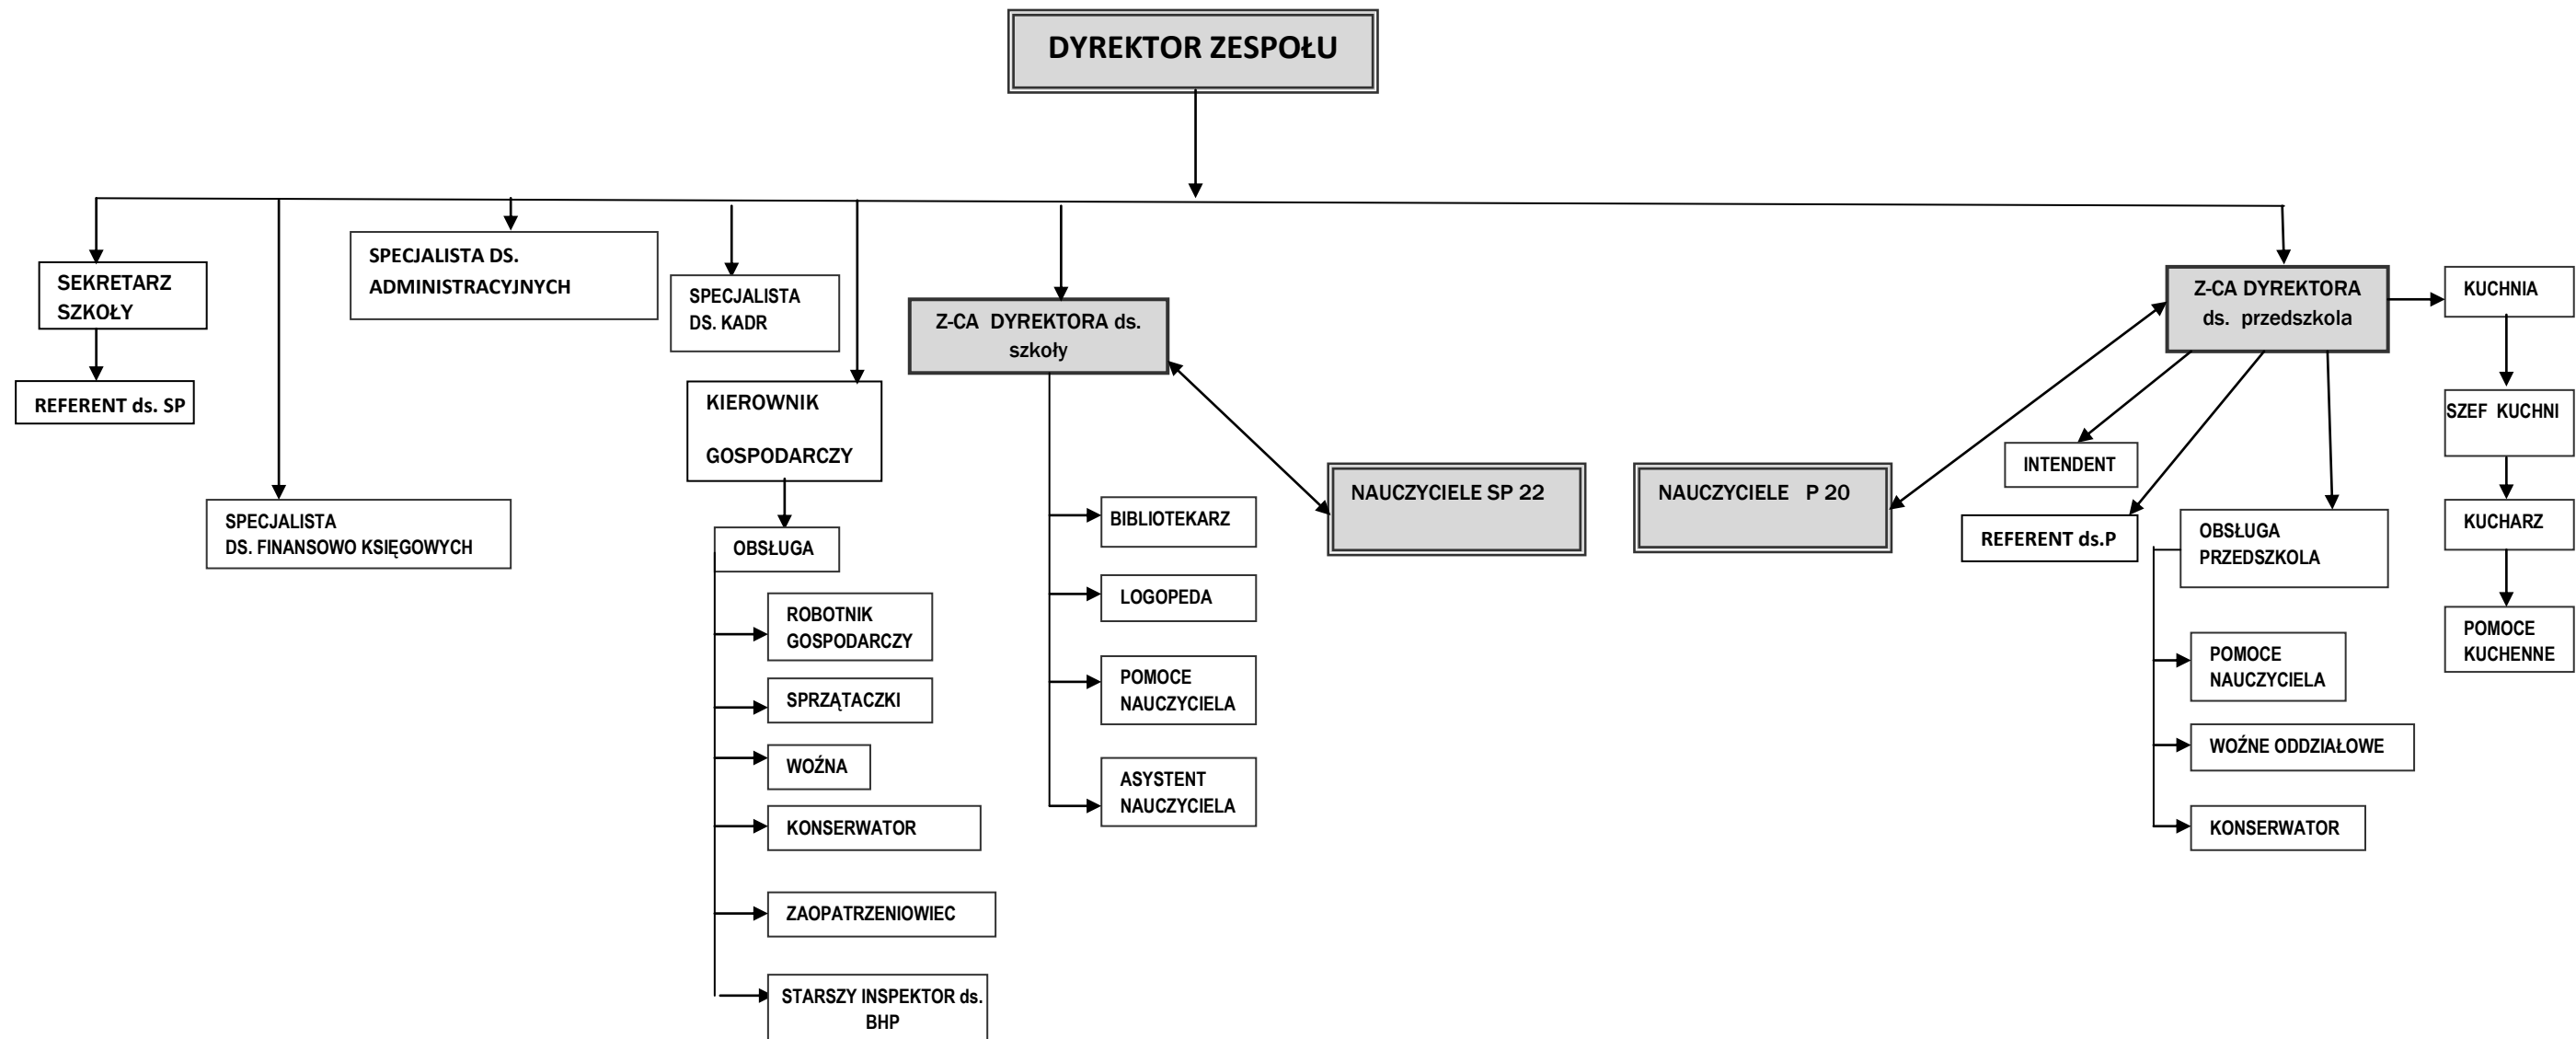 DYREKTOR ZESPOŁU
SEKRETARZ
SZKOŁY
REFERENT ds. SP
SPECJALISTA
DS. FINANSOWO KSIĘGOWYCH
SPECJALISTA DS.
ADMINISTRACYJNYCH
SPECJALISTA
DS. KADR
KIEROWNIK
GOSPODARCZY
OBSŁUGA
ROBOTNIK
GOSPODARCZY
SPRZĄTACZKI
WOŹNA
KONSERWATOR
ZAOPATRZENIOWIEC
STARSZY INSPEKTOR ds.
BHP
Z-CA DYREKTORA ds.
szkoły
BIBLIOTEKARZ
LOGOPEDA
POMOCE
NAUCZYCIELA
ASYSTENT
NAUCZYCIELA
NAUCZYCIELE SP 22
NAUCZYCIELE P 20
Z-CA DYREKTORA
ds. przedszkola
INTENDENT
REFERENT ds.P
OBSŁUGA
PRZEDSZKOLA
POMOCE
NAUCZYCIELA
WOŹNE ODDZIAŁOWE
KONSERWATOR
KUCHNIA
SZEF KUCHNI
KUCHARZ
POMOCE
KUCHENNE